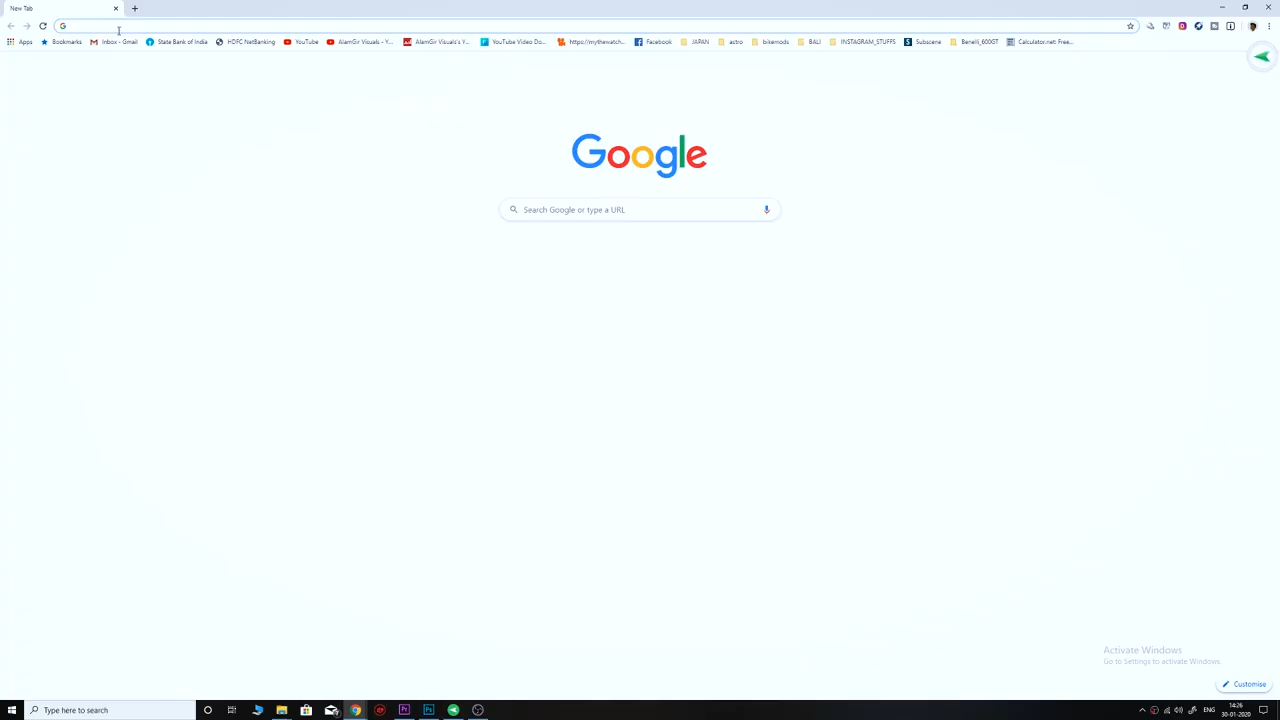 New Tab
Apps
Bookmarks
Inbox - Gmail
State Bank of India
HDFC NetBanking
YouTube
AlamGir Visuals - Y...
AlamGir Visuals's Y...
YouTube Video Do...
https://mythewatch...
Facebook
JAPAN
astro
bikemods
BALI
INSTAGRAM_STUFFS
Subscene
Benelli_600GT
Calculator.net: Free...
Google
Search Google or type a URL
Activate Windows
Go to Settings to activate Windows.
Customise
Type here to search
Pr
Ps
ENG
14:26
30-01-2020